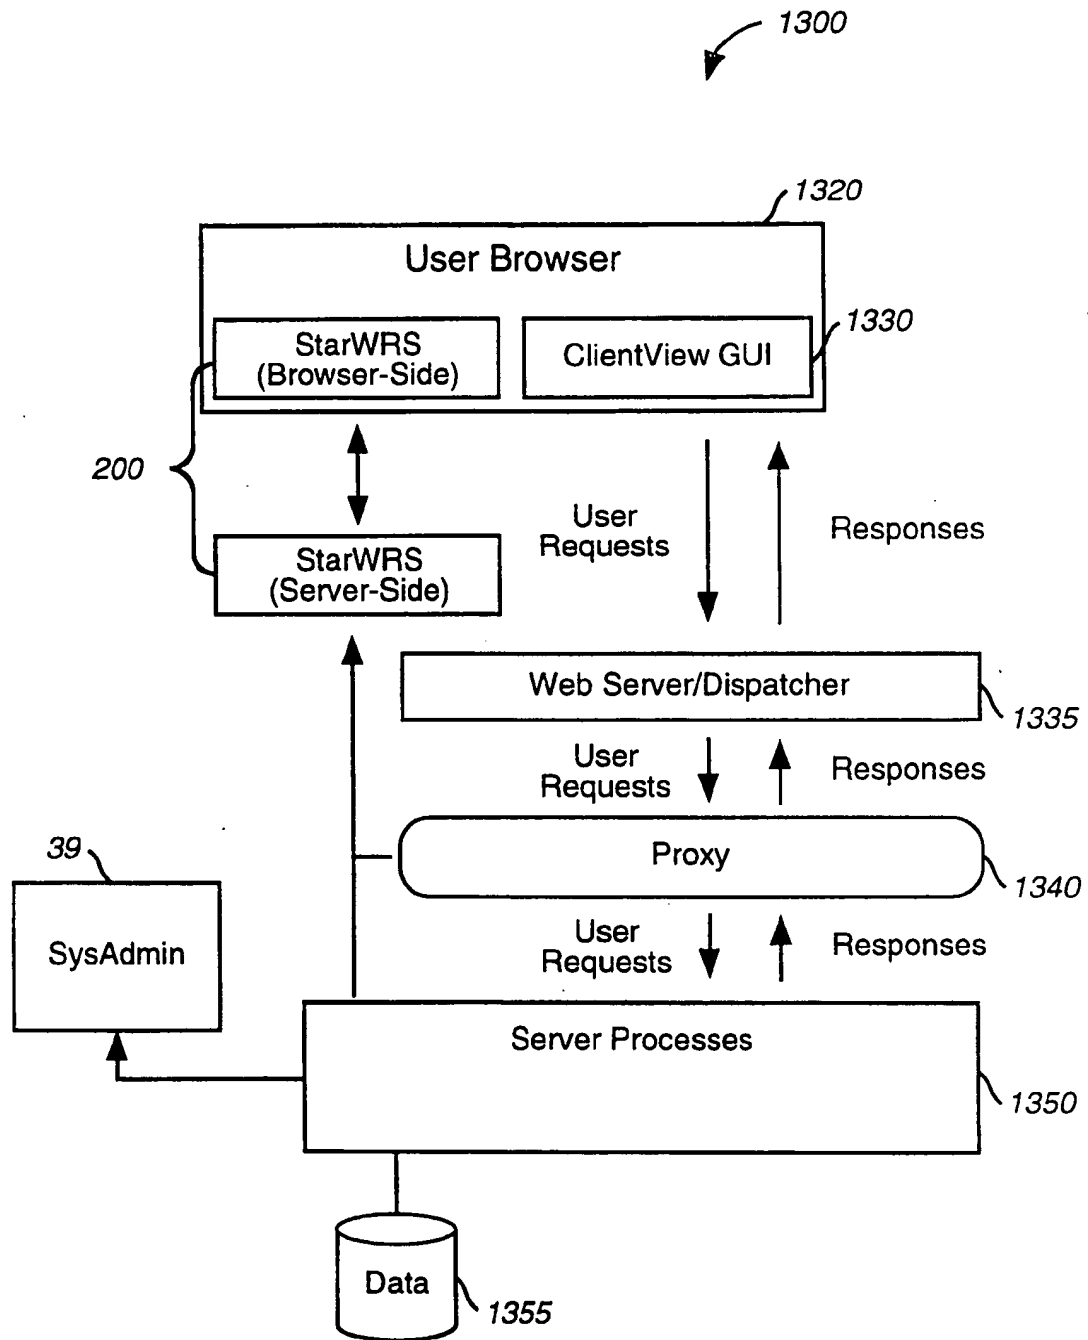 1300
1320
User Browser
1330
StarWRS
(Browser-Side)
ClientView GUI
200
User
Requests
Responses
StarWRS
(Server-Side)
Web Server/Dispatcher
1335
User
Requests
Responses
39
Proxy
1340
SysAdmin
User
Requests
Responses
Server Processes
1350
Data
1355